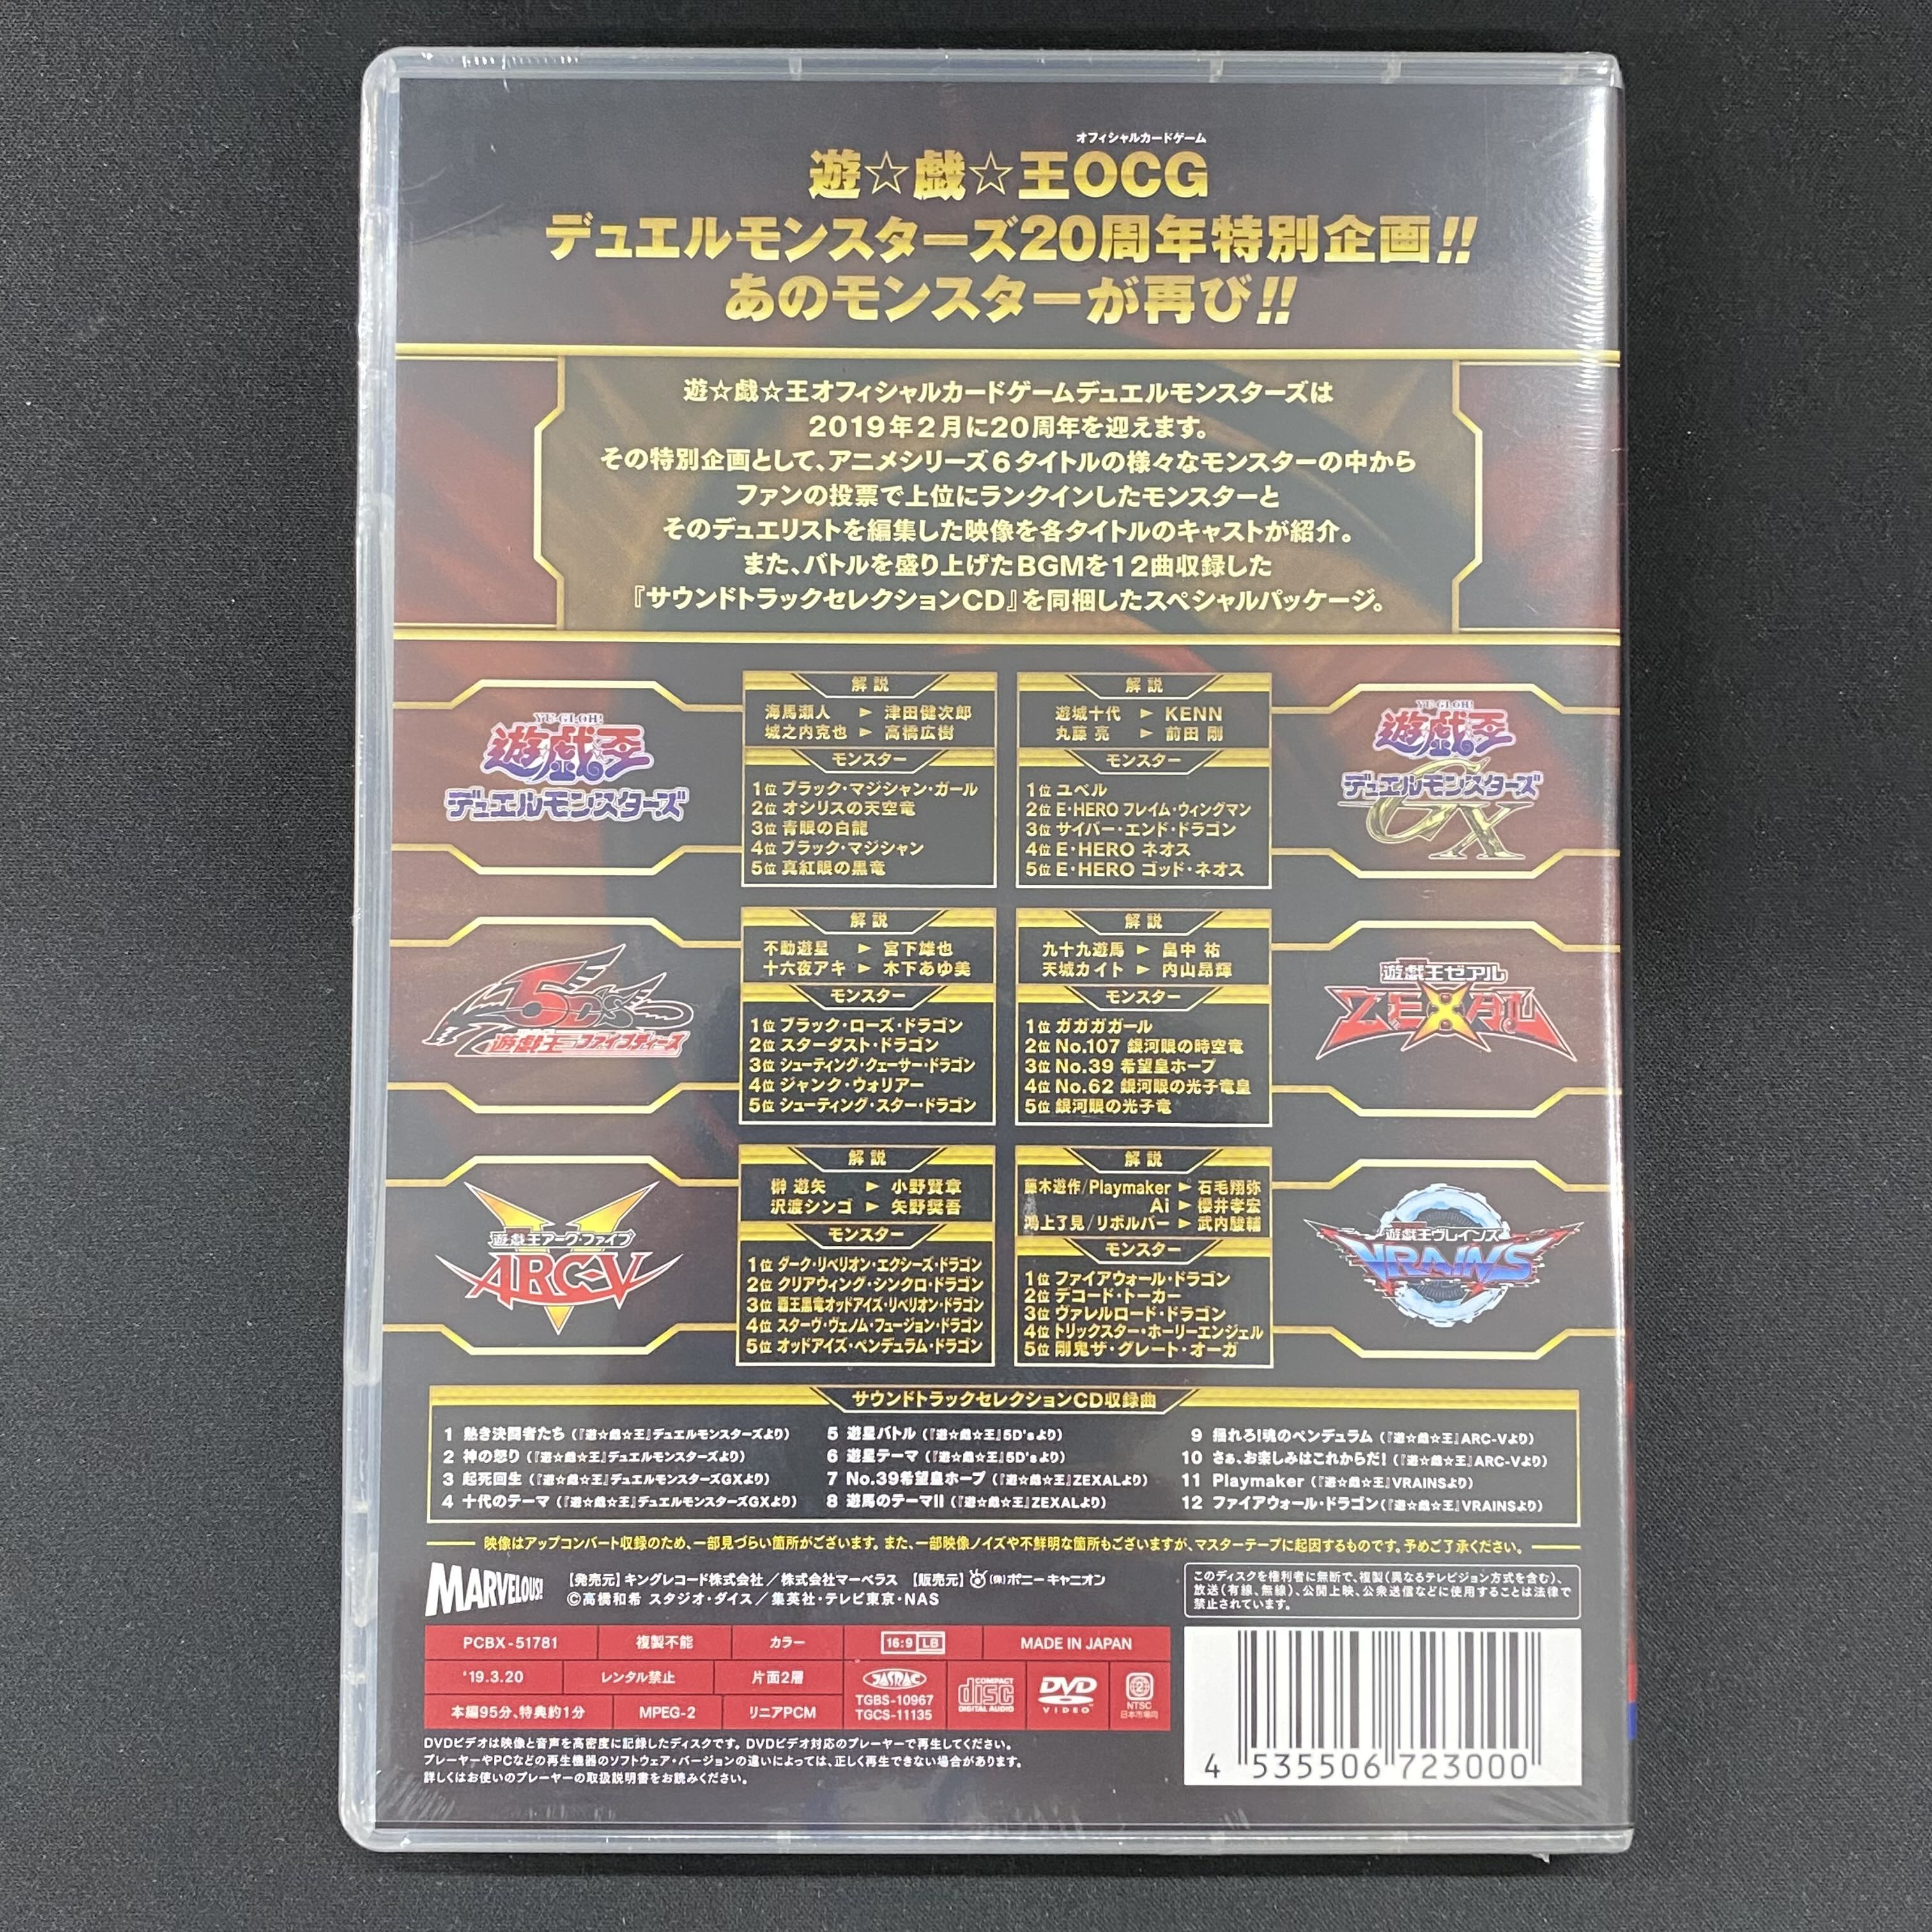 オフィシャルカードゲーム
遊☆戯☆王OCG
デュエルモンスターズ20周年特別企画!!
あのモンスターが再び!!
遊☆戯☆王オフィシャルカードゲームデュエルモンスターズは
2019年2月に20周年を迎えます。
その特別企画として、アニメシリーズ6タイトルの様々なモンスターの中から
ファンの投票で上位にランクインしたモンスターと
そのデュエリストを編集した映像を各タイトルのキャストが紹介。
また、バトルを盛り上げたBGMを12曲収録した
『サウンドトラックセレクションCD』を同梱したスペシャルパッケージ。
YU-GI-OH!
遊戯王
デュエルモンスターズ
解説
海馬瀬人 ► 津田健次郎
城之内克也 ► 高橋広樹
モンスター
1位 ブラック・マジシャン・ガール
2位 オシリスの天空竜
3位 青眼の白龍
4位 ブラック・マジシャン
5位 真紅眼の黒竜
解説
遊城十代 ► KENN
丸藤 亮 ► 前田 剛
モンスター
1位 ユベル
2位 E・HERO フレイム・ウィングマン
3位 サイバー・エンド・ドラゴン
4位 E・HERO ネオス
5位 E・HERO ゴッド・ネオス
YU-GI-OH!
遊戯王
デュエルモンスターズ
GX
5D's
遊戯王ファイブディーズ
解説
不動遊星 ► 宮下雄也
十六夜アキ ► 木下あゆ美
モンスター
1位 ブラック・ローズ・ドラゴン
2位 スターダスト・ドラゴン
3位 シューティング・クェーサー・ドラゴン
4位 ジャンク・ウォリアー
5位 シューティング・スター・ドラゴン
解説
九十九遊馬 ► 畠中 祐
天城カイト ► 内山昂輝
モンスター
1位 ガガガガール
2位 No.107 銀河眼の時空竜
3位 No.39 希望皇ホープ
4位 No.62 銀河眼の光子竜皇
5位 銀河眼の光子竜
遊戯王ゼアル
ZEXAL
遊戯王アーク・ファイブ
ARC-V
解説
榊 遊矢 ► 小野賢章
沢渡シンゴ ► 矢野奨吾
モンスター
1位 ダーク・リベリオン・エクシーズ・ドラゴン
2位 クリアウィング・シンクロ・ドラゴン
3位 覇王黒竜オッドアイズ・リベリオン・ドラゴン
4位 スターヴ・ヴェノム・フュージョン・ドラゴン
5位 オッドアイズ・ペンデュラム・ドラゴン
解説
藤木遊作/Playmaker ► 石毛翔弥
Ai ► 櫻井孝宏
鴻上了見/リボルバー ► 武内駿輔
モンスター
1位 ファイアウォール・ドラゴン
2位 デコード・トーカー
3位 ヴァレルロード・ドラゴン
4位 トリックスター・ホーリーエンジェル
5位 剛鬼ザ・グレート・オーガ
遊戯王ヴレインズ
VRAINS
サウンドトラックセレクションCD収録曲
1 熱き決闘者たち (『遊☆戯☆王』デュエルモンスターズより)
2 神の怒り (『遊☆戯☆王』デュエルモンスターズより)
3 起死回生 (『遊☆戯☆王』デュエルモンスターズGXより)
4 十代のテーマ (『遊☆戯☆王』デュエルモンスターズGXより)
5 遊星バトル (『遊☆戯☆王』5D'sより)
6 遊星テーマ (『遊☆戯☆王』5D'sより)
7 No.39希望皇ホープ (『遊☆戯☆王』ZEXALより)
8 遊馬のテーマII (『遊☆戯☆王』ZEXALより)
9 揺れろ!魂のペンデュラム (『遊☆戯☆王』ARC-Vより)
10 さぁ、お楽しみはこれからだ! (『遊☆戯☆王』ARC-Vより)
11 Playmaker (『遊☆戯☆王』VRAINSより)
12 ファイアウォール・ドラゴン (『遊☆戯☆王』VRAINSより)
映像はアップコンバート収録のため、一部見づらい箇所がございます。また、一部映像ノイズや不鮮明な箇所もございますが、マスターテープに起因するものです。予めご了承ください。
MARVELOUS!
【発売元】キングレコード株式会社／株式会社マーベラス 【販売元】(株)ポニーキャニオン
©高橋和希 スタジオ・ダイス／集英社・テレビ東京・NAS
このディスクを権利者に無断で、複製(異なるテレビジョン方式を含む)、
放送(有線、無線)、公開上映、公衆送信などに使用することは法律で
禁止されています。
PCBX-51781 複製不能 カラー 16:9 LB MADE IN JAPAN
'19.3.20 レンタル禁止 片面2層
本編95分、特典約1分 MPEG-2 リニアPCM
JASRAC
TGBS-10967
TGCS-11135
COMPACT
disc
DIGITAL AUDIO
DVD
VIDEO
2
NTSC
日本市場向
DVDビデオは映像と音声を高密度に記録したディスクです。DVDビデオ対応のプレーヤーで再生してください。
プレーヤーやPCなどの再生機器のソフトウェア・バージョンの違いによっては、正しく再生できない場合があります。
詳しくはお使いのプレーヤーの取扱説明書をお読みください。
4 535506 723000